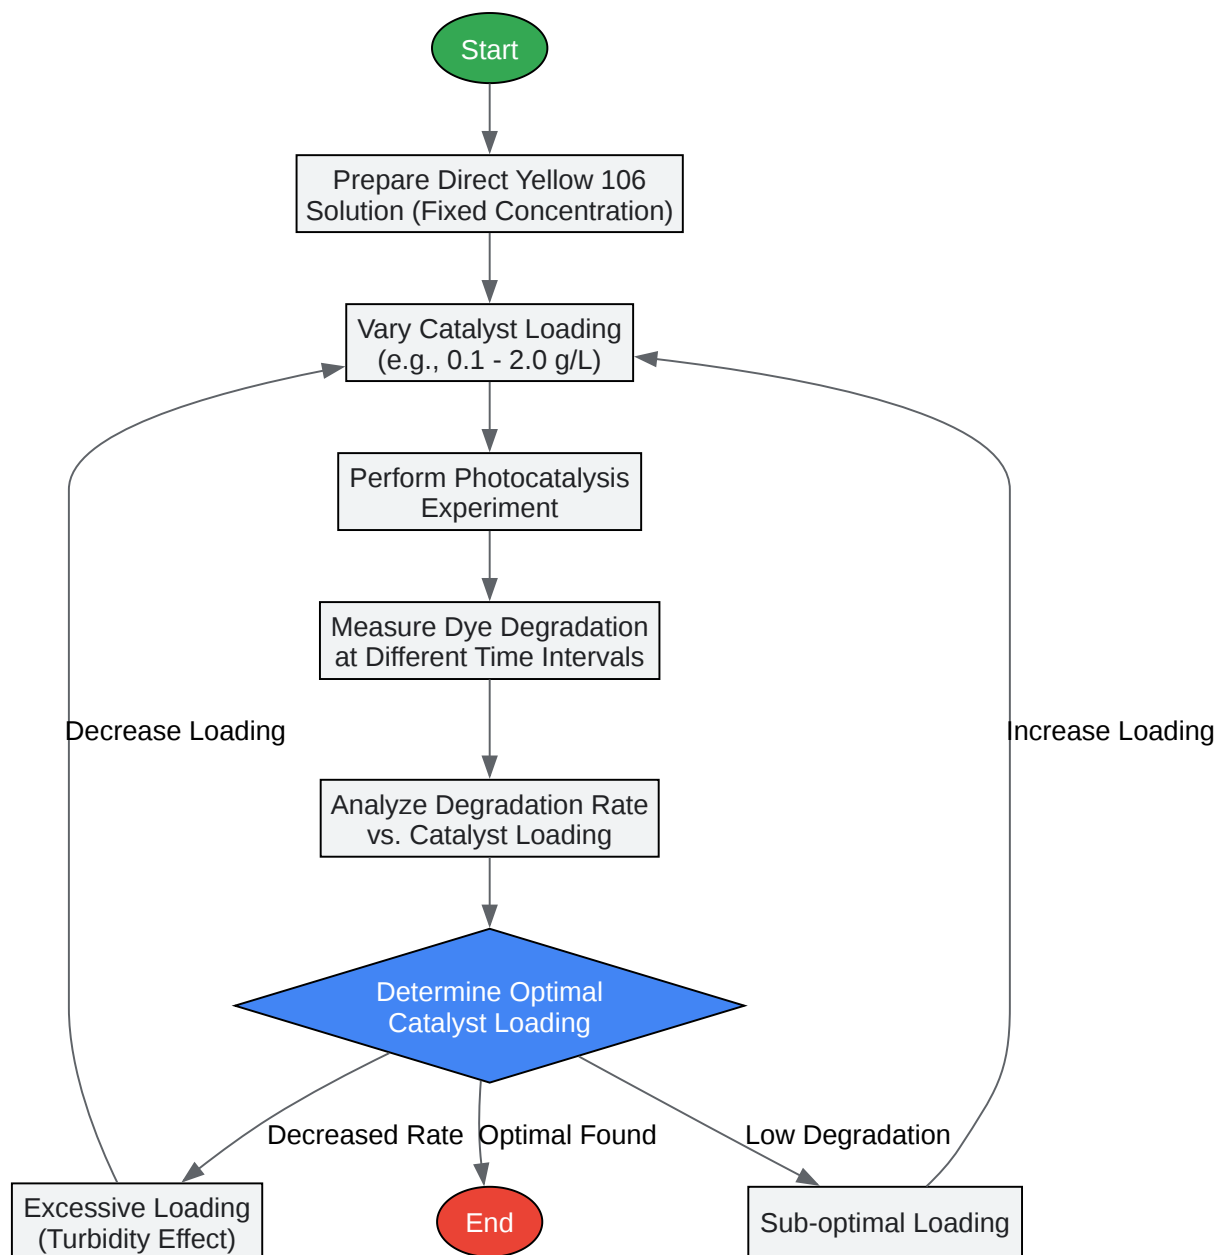 Start
Prepare Direct Yellow 106
Solution (Fixed Concentration)
Vary Catalyst Loading
(e.g., 0.1 - 2.0 g/L)
Perform Photocatalysis
Experiment
Measure Dye Degradation
at Different Time Intervals
Decrease Loading
Increase Loading
Analyze Degradation Rate
vs. Catalyst Loading
Determine Optimal
Catalyst Loading
Decreased Rate
Optimal Found
Low Degradation
Excessive Loading
(Turbidity Effect)
End
Sub-optimal Loading